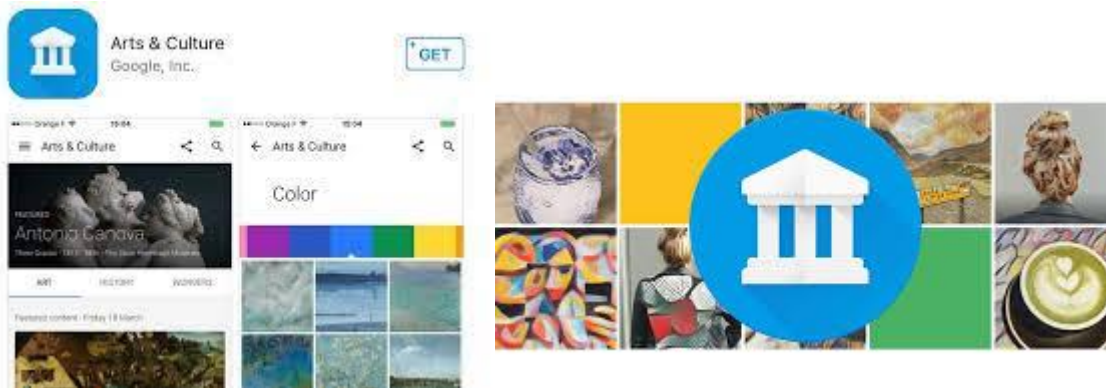 Arts & Culture
Google, Inc.
+ GET
Orange F 15:04
Arts & Culture
FEATURED
Antonio Canova
ART HISTORY WONDERS
Featured content - Friday 18 March
Orange F 15:04
Arts & Culture
Color